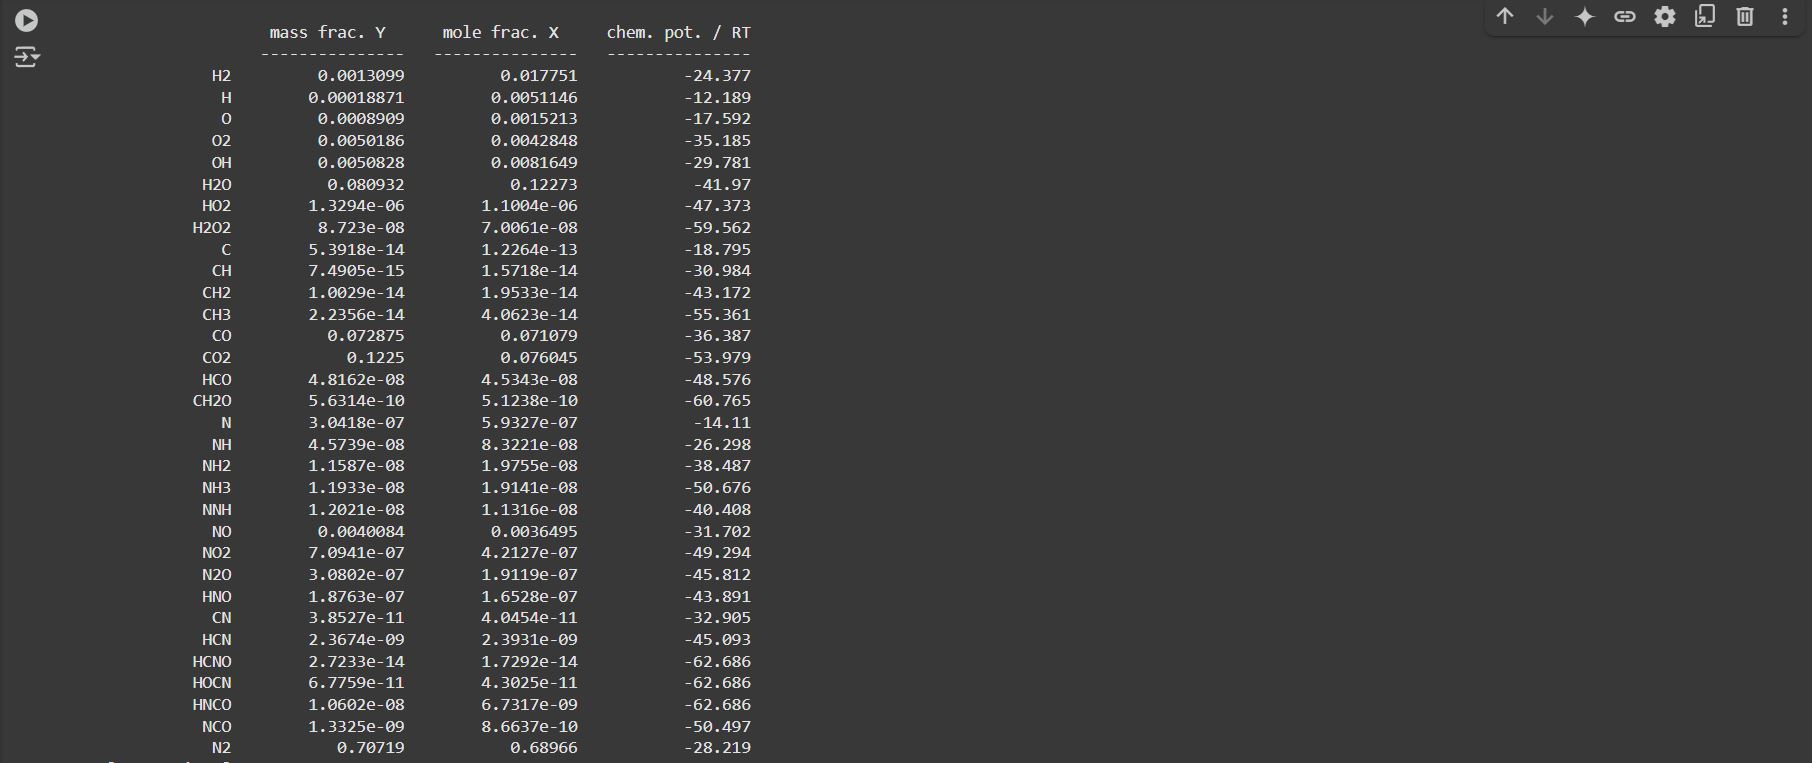 mass frac. Y mole frac. X chem. pot. / RT
--------------- --------------- ---------------
H2 0.0013099 0.017751 -24.377
H 0.00018871 0.0051146 -12.189
O 0.0008909 0.0015213 -17.592
O2 0.0050186 0.0042848 -35.185
OH 0.0050828 0.0081649 -29.781
H2O 0.080932 0.12273 -41.97
HO2 1.3294e-06 1.1004e-06 -47.373
H2O2 8.723e-08 7.0061e-08 -59.562
C 5.3918e-14 1.2264e-13 -18.795
CH 7.4905e-15 1.5718e-14 -30.984
CH2 1.0029e-14 1.9533e-14 -43.172
CH3 2.2356e-14 4.0623e-14 -55.361
CO 0.072875 0.071079 -36.387
CO2 0.1225 0.076045 -53.979
HCO 4.8162e-08 4.5343e-08 -48.576
CH2O 5.6314e-10 5.1238e-10 -60.765
N 3.0418e-07 5.9327e-07 -14.11
NH 4.5739e-08 8.3221e-08 -26.298
NH2 1.1587e-08 1.9755e-08 -38.487
NH3 1.1933e-08 1.9141e-08 -50.676
NNH 1.2021e-08 1.1316e-08 -40.408
NO 0.0040084 0.0036495 -31.702
NO2 7.0941e-07 4.2127e-07 -49.294
N2O 3.0802e-07 1.9119e-07 -45.812
HNO 1.8763e-07 1.6528e-07 -43.891
CN 3.8527e-11 4.0454e-11 -32.905
HCN 2.3674e-09 2.3931e-09 -45.093
HCNO 2.7233e-14 1.7292e-14 -62.686
HOCN 6.7759e-11 4.3025e-11 -62.686
HNCO 1.0602e-08 6.7317e-09 -62.686
NCO 1.3325e-09 8.6637e-10 -50.497
N2 0.70719 0.68966 -28.219